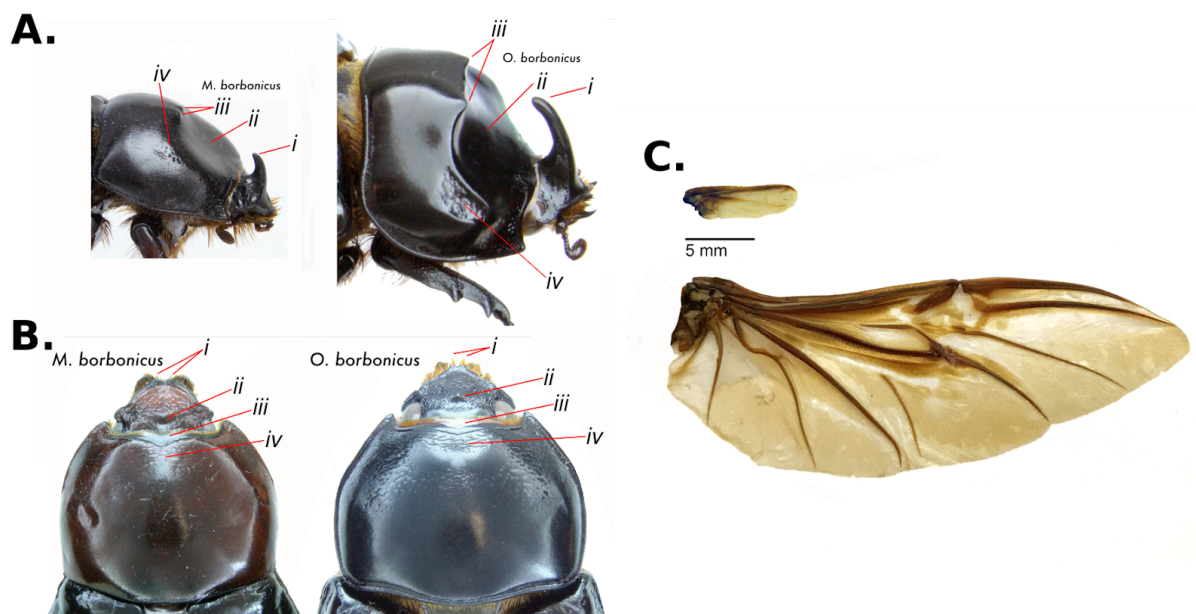 A.
iv
M. borbonicus
iii
ii
i
iii
O. borbonicus
ii
i
iv
B.
M. borbonicus
i
ii
iii
iv
O. borbonicus
i
ii
iii
iv
C.
5 mm